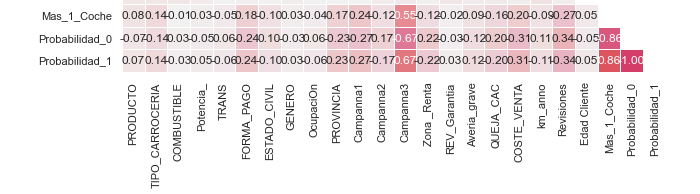 Mas_1_Coche 0.08 0.14 -0.01 0.03 -0.05 0.18 -0.10 0.03 -0.04 0.17 0.24 -0.12 0.55 -0.12 -0.02 0.09 -0.16 0.20 -0.09 -0.27 0.05
Probabilidad_0 -0.07 -0.14 0.03 -0.05 0.06 -0.24 0.10 -0.03 0.06 -0.23 -0.27 0.17 -0.67 0.22 -0.03 -0.12 0.20 -0.31 0.11 0.34 -0.05 -0.86
Probabilidad_1 0.07 0.14 -0.03 0.05 -0.06 0.24 -0.10 0.03 -0.06 0.23 0.27 -0.17 0.67 -0.22 0.03 0.12 -0.20 0.31 -0.11 -0.34 0.05 0.86 -1.00
PRODUCTO
TIPO_CARROCERIA
COMBUSTIBLE
Potencia_
TRANS
FORMA_PAGO
ESTADO_CIVIL
GENERO
OcupaciOn
PROVINCIA
Campanna1
Campanna2
Campanna3
Zona _Renta
REV_Garantia
Averia_grave
QUEJA_CAC
COSTE_VENTA
km_anno
Revisiones
Edad Cliente
Mas_1_Coche
Probabilidad_0
Probabilidad_1